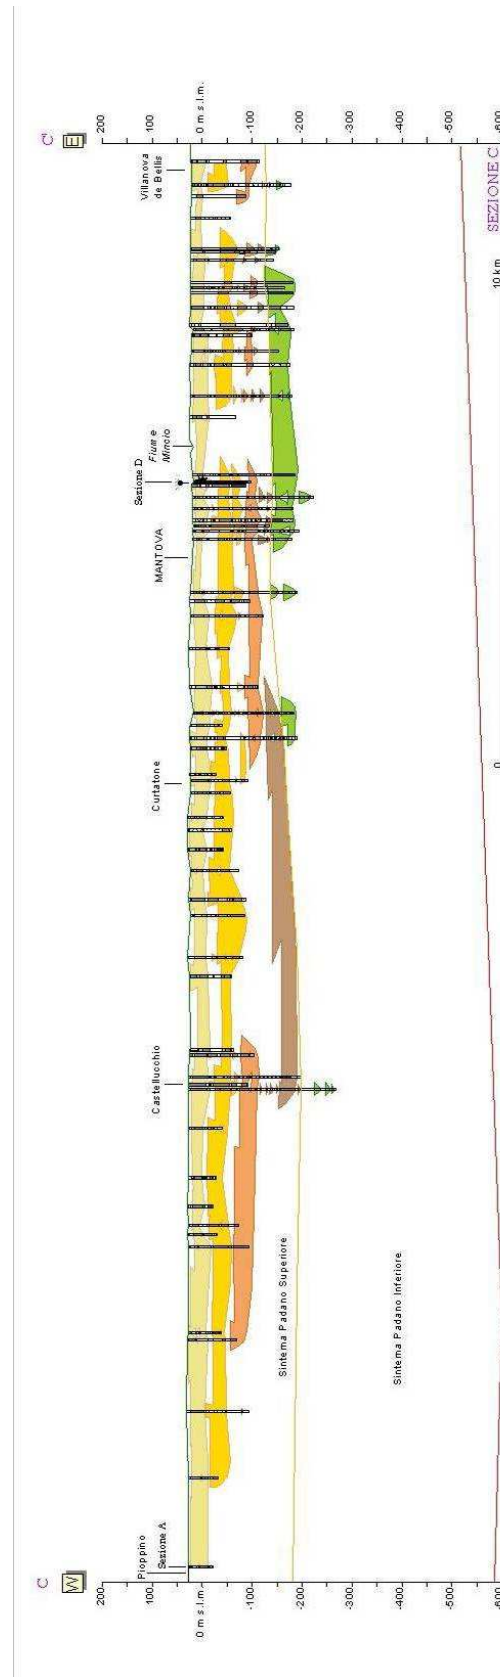 C
W
C'
E
Pioppino
Sezione A
Castellucchio
Curtatone
MANTOVA
Sezione D
Fiume
Mincio
Villanova
de Bellis
200
100
0 m s.l.m
-100
-200
-300
-400
-500
-600
200
100
0 m s.l.m.
-100
-200
-300
-400
-500
-600
Sintema Padano Superiore
Sintema Padano Inferiore
0
10 km
SEZIONE C